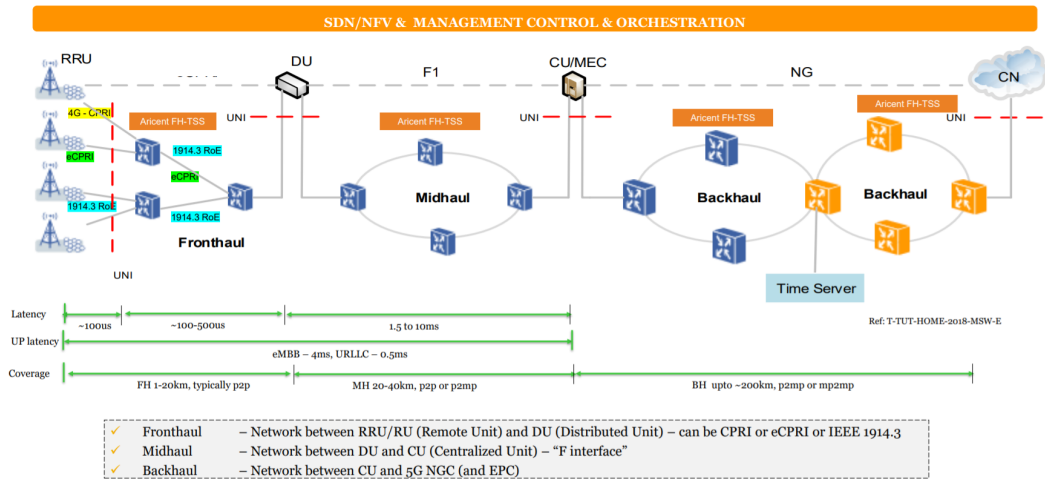 SDN/NFV & MANAGEMENT CONTROL & ORCHESTRATION
RRU
DU
F1
CU/MEC
NG
CN
4G - CPRI
Aricent FH-TSS
UNI
Aricent FH-TSS
UNI
Aricent FH-TSS
Aricent FH-TSS
UNI
eCPRI
1914.3 RoE
eCPRi
1914.3 RoE
1914.3 RoE
Fronthaul
Midhaul
Backhaul
Backhaul
UNI
Time Server
Latency
~100us
~100-500us
1.5 to 10ms
Ref: T-TUT-HOME-2018-MSW-E
UP latency
eMBB – 4ms, URLLC – 0.5ms
Coverage
FH 1-20km, typically p2p
MH 20-40km, p2p or p2mp
BH upto ~200km, p2mp or mp2mp
✓ Fronthaul – Network between RRU/RU (Remote Unit) and DU (Distributed Unit) – can be CPRI or eCPRI or IEEE 1914.3
✓ Midhaul – Network between DU and CU (Centralized Unit) – “F interface”
✓ Backhaul – Network between CU and 5G NGC (and EPC)